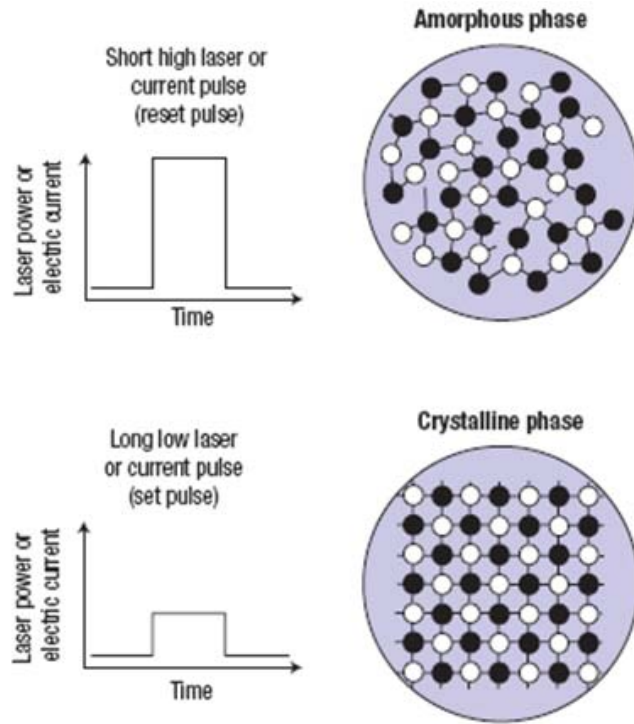 Amorphous phase
Short high laser or
current pulse
(reset pulse)
Laser power or
electric current
Time
Crystalline phase
Long low laser
or current pulse
(set pulse)
Laser power or
electric current
Time